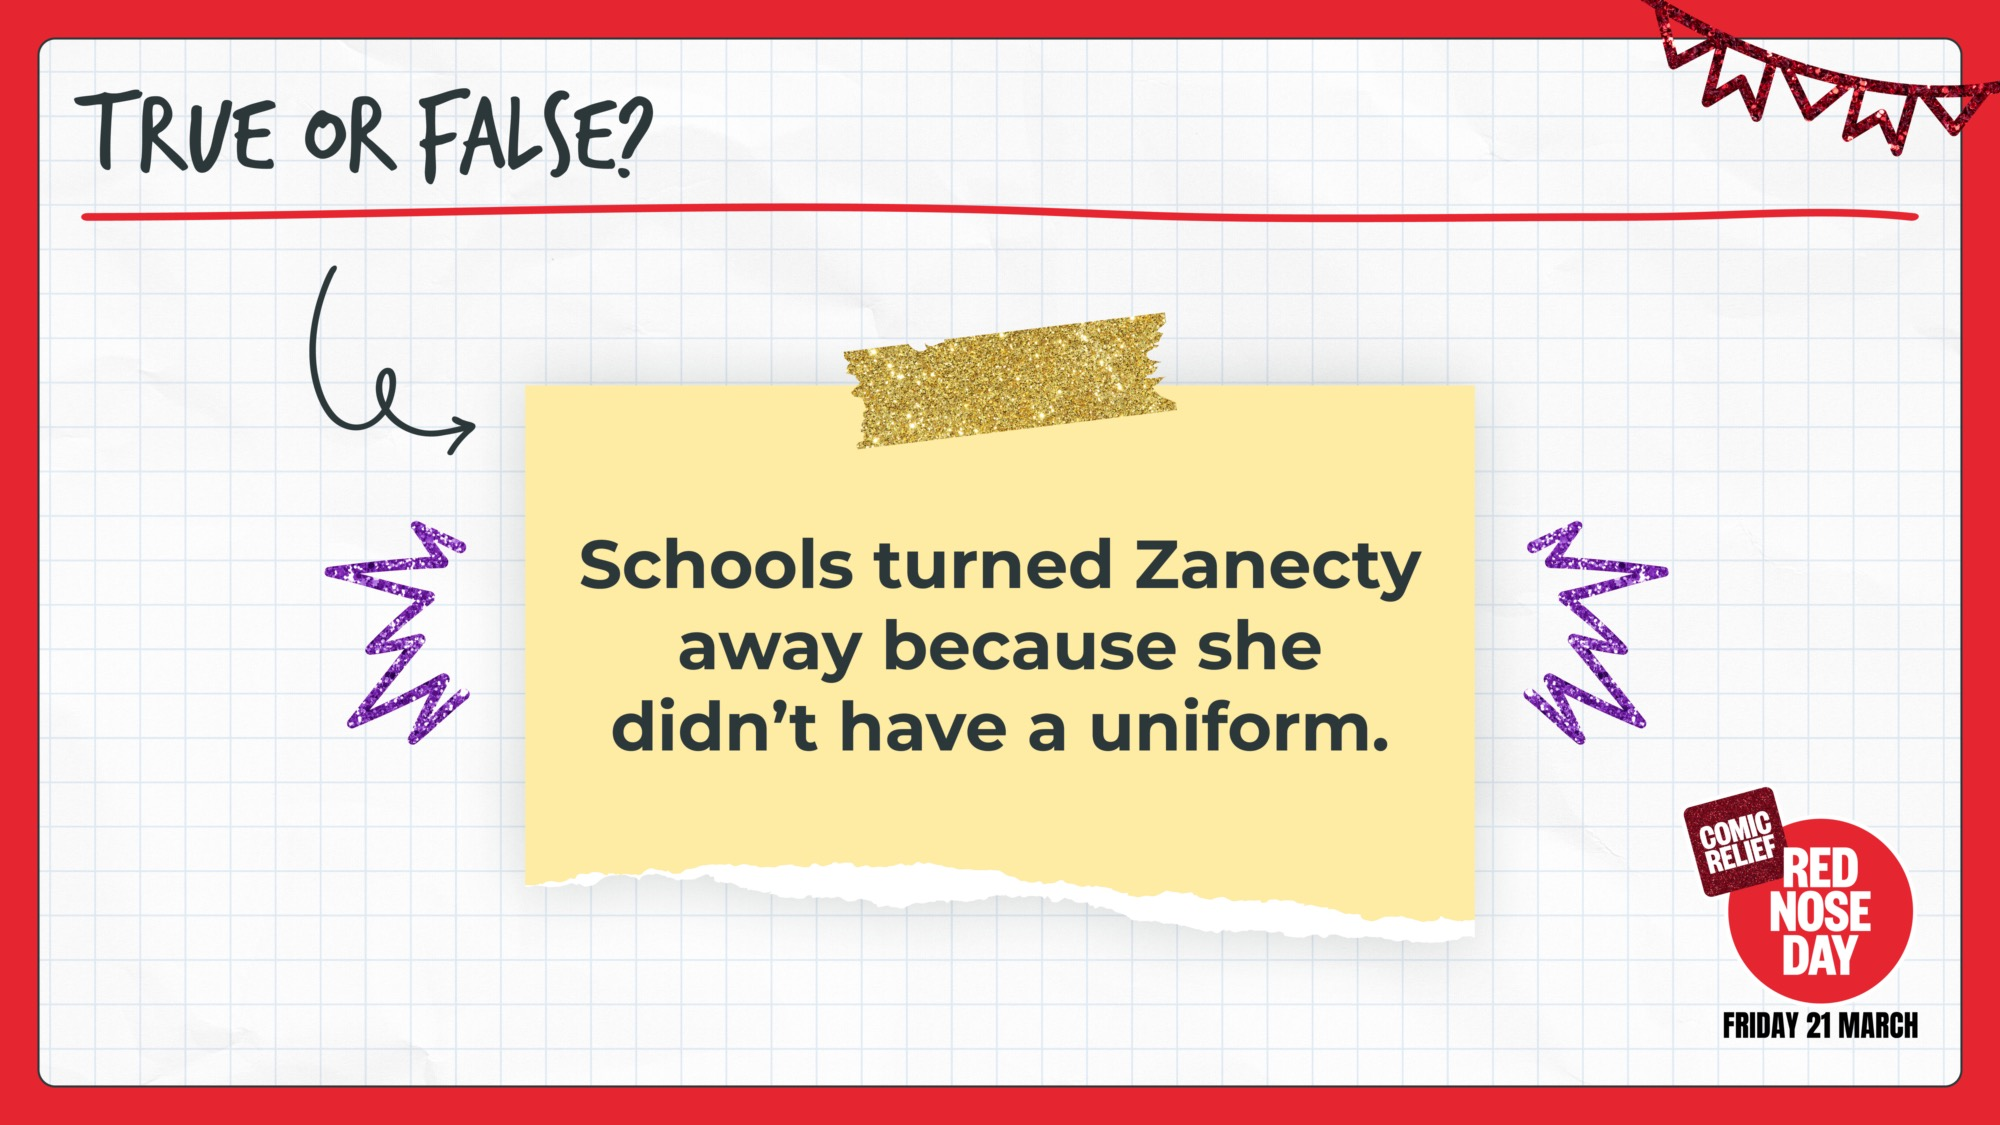 TRUE OR FALSE?
Schools turned Zanecty
away because she
didn’t have a uniform.
COMIC
RELIEF
RED
NOSE
DAY
FRIDAY 21 MARCH